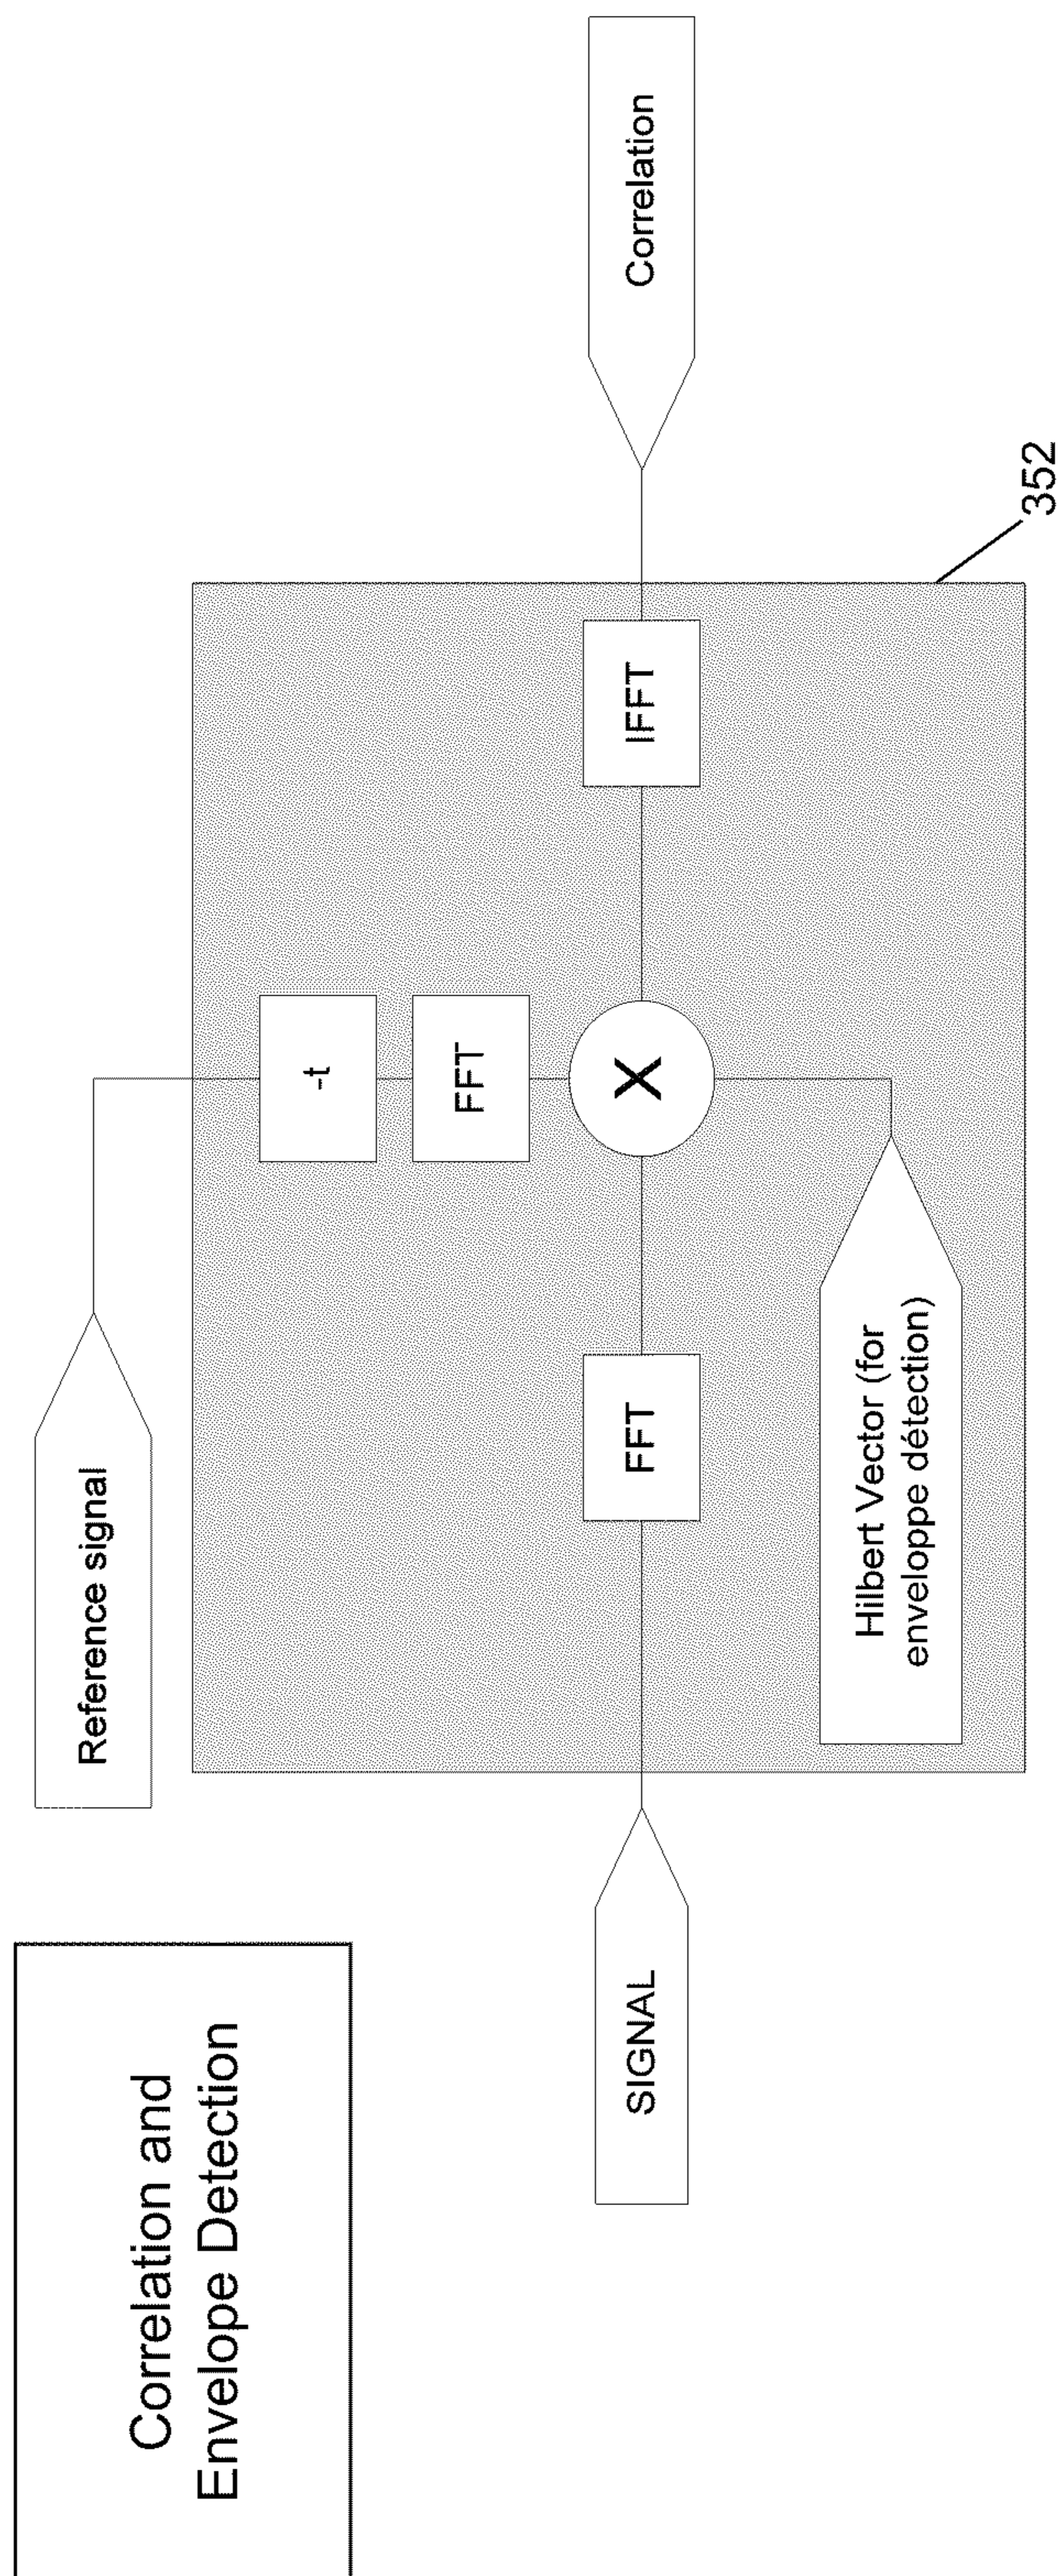 Correlation and
Envelope Detection
Reference signal
-t
FFT
SIGNAL
FFT
X
IFFT
Correlation
Hilbert Vector (for
enveloppe détection)
352